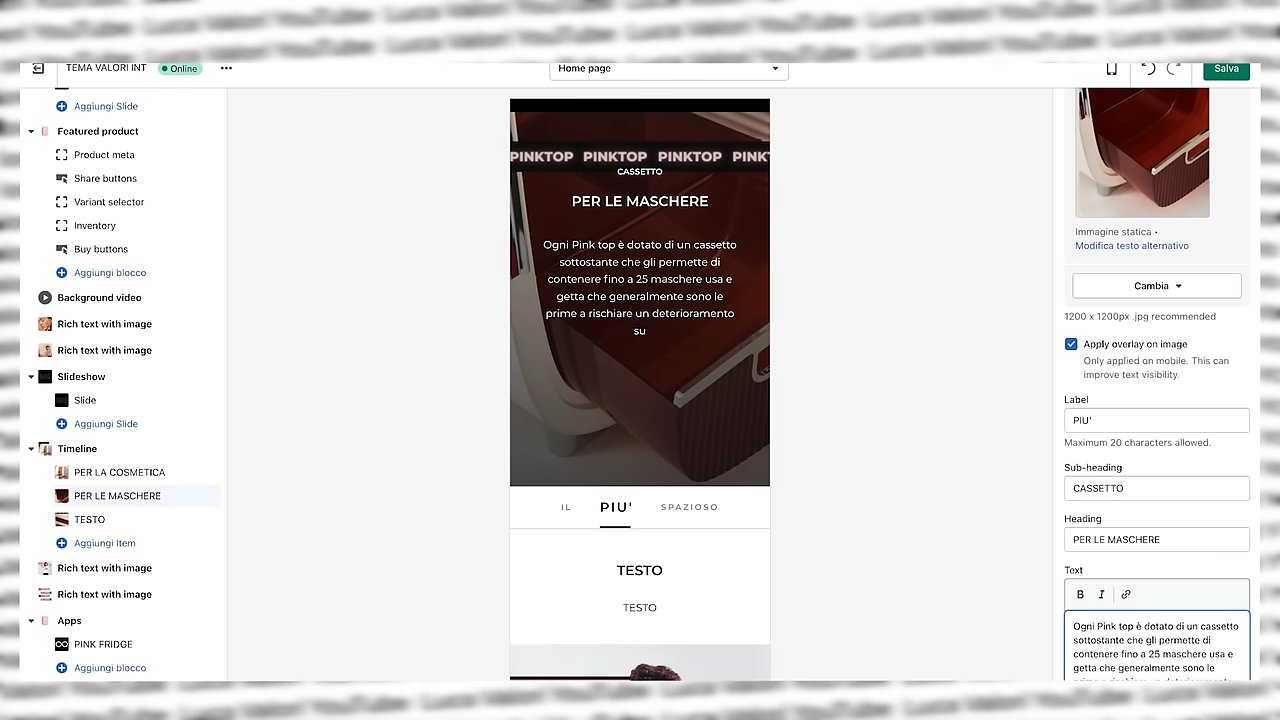 Luca Valori YouTube
TEMA VALORI INT
Online
Home page
Salva
Aggiungi Slide
Featured product
Product meta
Share buttons
Variant selector
Inventory
Buy buttons
Aggiungi blocco
Background video
Rich text with image
Rich text with image
Slideshow
Slide
Aggiungi Slide
Timeline
PER LA COSMETICA
PER LE MASCHERE
TESTO
Aggiungi Item
Rich text with image
Rich text with image
Apps
PINK FRIDGE
Aggiungi blocco
PINKTOP PINKTOP PINKTOP PINKT
CASSETTO
PER LE MASCHERE
Ogni Pink top è dotato di un cassetto
sottostante che gli permette di
contenere fino a 25 maschere usa e
getta che generalmente sono le
prime a rischiare un deterioramento
su
IL PIU' SPAZIOSO
TESTO
TESTO
Immagine statica •
Modifica testo alternativo
Cambia
1200 x 1200px .jpg recommended
Apply overlay on image
Only applied on mobile. This can
improve text visibility.
Label
PIU'
Maximum 20 characters allowed.
Sub-heading
CASSETTO
Heading
PER LE MASCHERE
Text
B I
Ogni Pink top è dotato di un cassetto
sottostante che gli permette di
contenere fino a 25 maschere usa e
getta che generalmente sono le